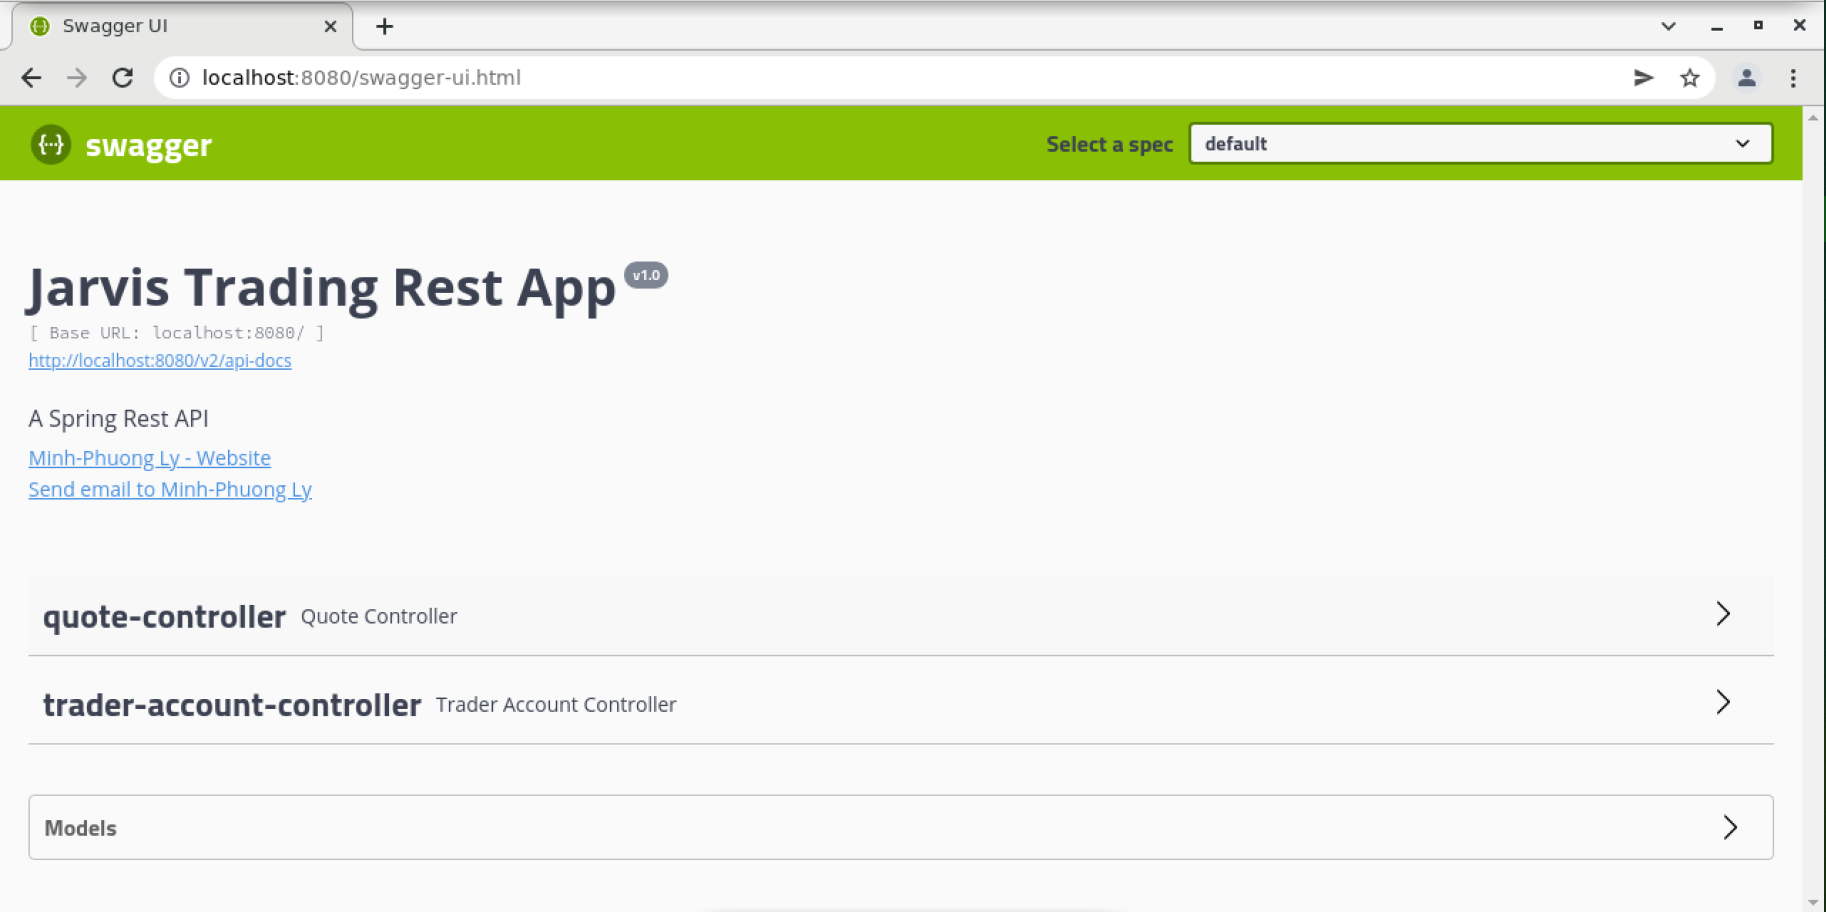 Swagger UI
localhost:8080/swagger-ui.html
swagger
Select a spec
default
Jarvis Trading Rest App v1.0
[ Base URL: localhost:8080/ ]
http://localhost:8080/v2/api-docs
A Spring Rest API
Minh-Phuong Ly - Website
Send email to Minh-Phuong Ly
quote-controller Quote Controller
trader-account-controller Trader Account Controller
Models